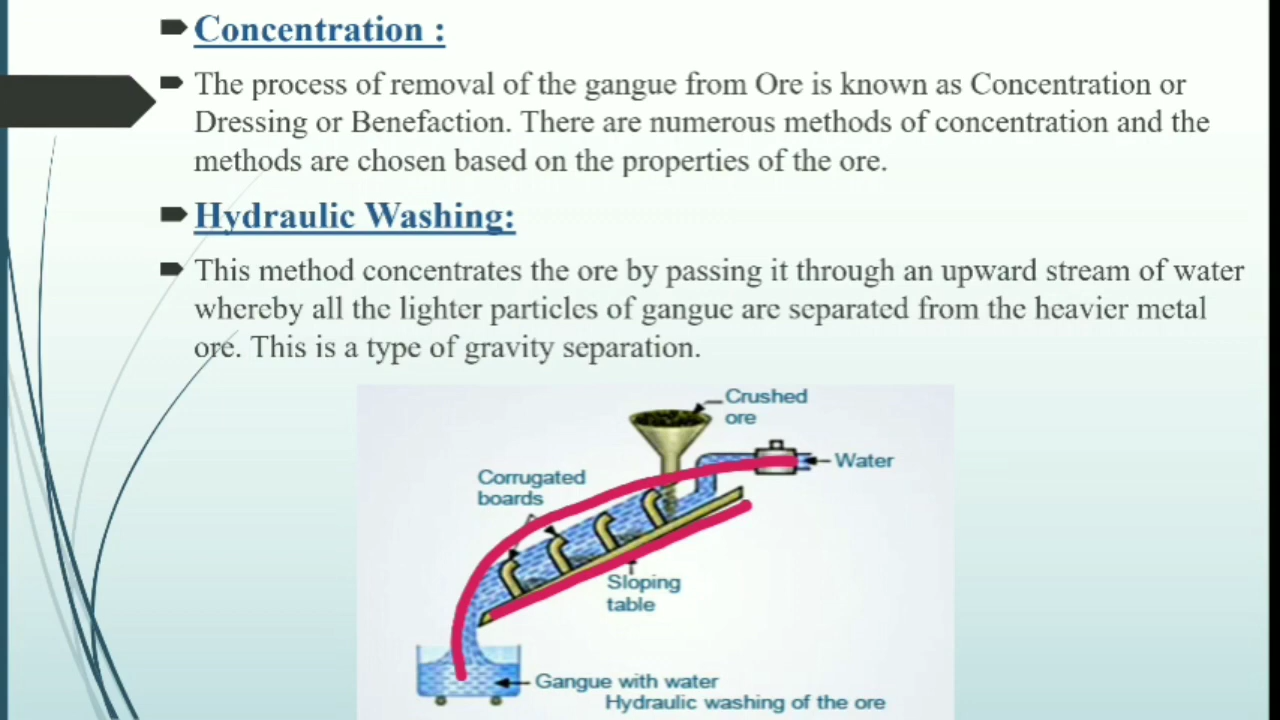 Concentration :
The process of removal of the gangue from Ore is known as Concentration or
Dressing or Benefaction. There are numerous methods of concentration and the
methods are chosen based on the properties of the ore.
Hydraulic Washing:
This method concentrates the ore by passing it through an upward stream of water
whereby all the lighter particles of gangue are separated from the heavier metal
ore. This is a type of gravity separation.
Crushed
ore
Water
Corrugated
boards
Sloping
table
Gangue with water
Hydraulic washing of the ore